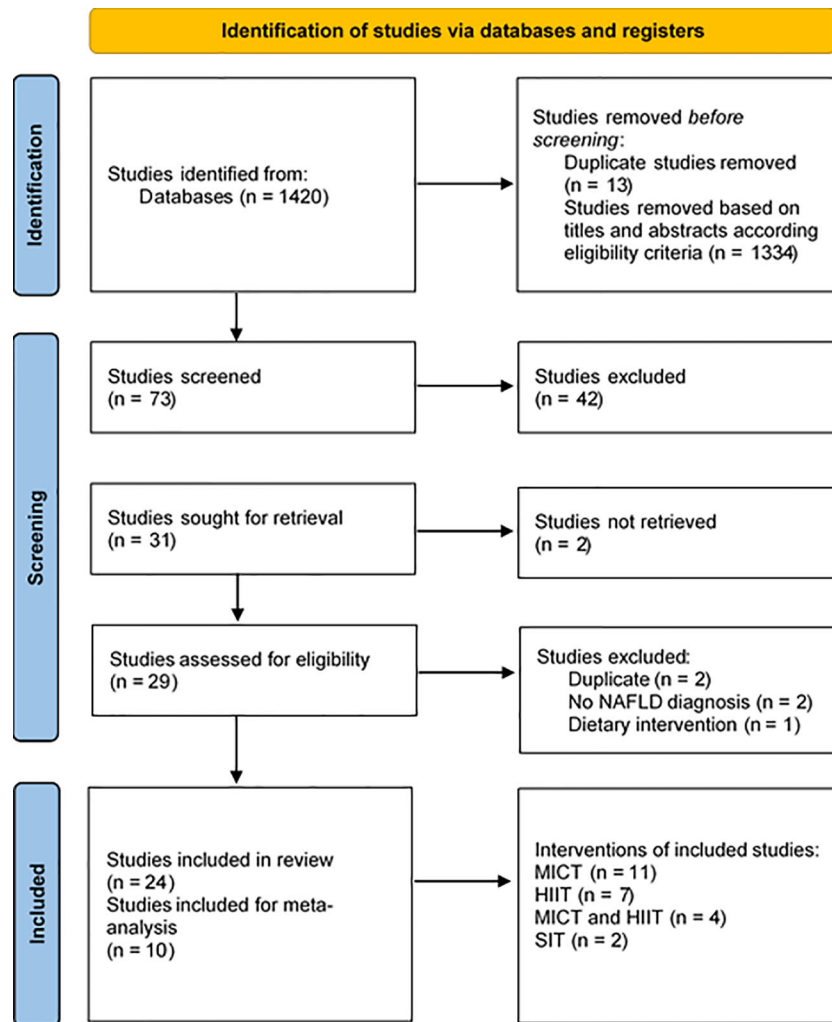 Identification of studies via databases and registers
Identification
Studies identified from:
Databases (n = 1420)
Studies removed before
screening:
Duplicate studies removed
(n = 13)
Studies removed based on
titles and abstracts according
eligibility criteria (n = 1334)
Screening
Studies screened
(n = 73)
Studies excluded
(n = 42)
Studies sought for retrieval
(n = 31)
Studies not retrieved
(n = 2)
Studies assessed for eligibility
(n = 29)
Studies excluded:
Duplicate (n = 2)
No NAFLD diagnosis (n = 2)
Dietary intervention (n = 1)
Included
Studies included in review
(n = 24)
Studies included for meta-
analysis
(n = 10)
Interventions of included studies:
MICT (n = 11)
HIIT (n = 7)
MICT and HIIT (n = 4)
SIT (n = 2)